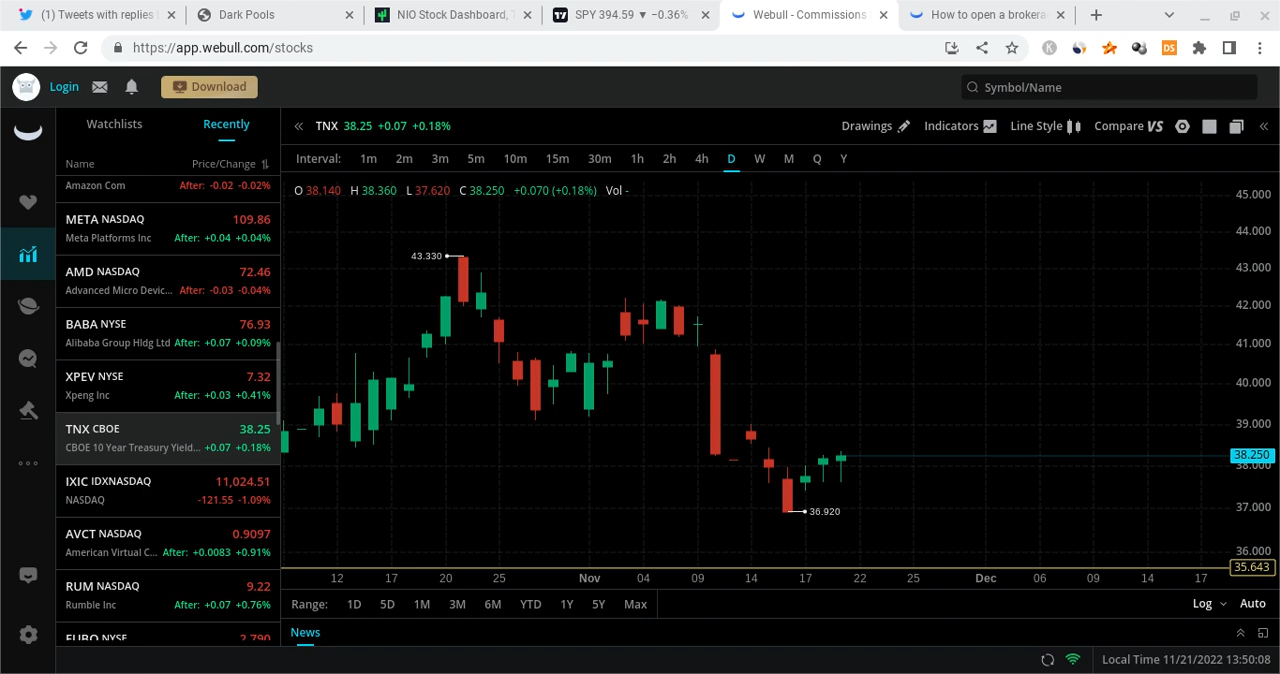 (1) Tweets with replies
Dark Pools
NIO Stock Dashboard,
SPY 394.59 ▼ −0.36%
Webull - Commissions
How to open a brokera
https://app.webull.com/stocks
K
DS
Login
Download
Symbol/Name
Watchlists
Recently
Name
Price/Change
Amazon Com
After: -0.02 -0.02%
META NASDAQ
109.86
Meta Platforms Inc
After: +0.04 +0.04%
AMD NASDAQ
72.46
Advanced Micro Devic...
After: -0.03 -0.04%
BABA NYSE
76.93
Alibaba Group Hldg Ltd
After: +0.07 +0.09%
XPEV NYSE
7.32
Xpeng Inc
After: +0.03 +0.41%
TNX CBOE
38.25
CBOE 10 Year Treasury Yield...
+0.07 +0.18%
IXIC IDXNASDAQ
11,024.51
NASDAQ
-121.55 -1.09%
AVCT NASDAQ
0.9097
American Virtual C...
After: +0.0083 +0.91%
RUM NASDAQ
9.22
Rumble Inc
After: +0.07 +0.76%
FUBO NYSE
2.790
TNX 38.25 +0.07 +0.18%
Drawings
Indicators
Line Style
Compare VS
Interval: 1m 2m 3m 5m 10m 15m 30m 1h 2h 4h D W M Q Y
O 38.140 H 38.360 L 37.620 C 38.250 +0.070 (+0.18%) Vol -
45.000
44.000
43.330
43.000
42.000
41.000
40.000
39.000
38.250
38.000
37.000
36.920
36.000
35.643
12 17 20 25 Nov 04 09 14 17 22 25 Dec 06 09 14 17
Range: 1D 5D 1M 3M 6M YTD 1Y 5Y Max
Log
Auto
News
Local Time 11/21/2022 13:50:08